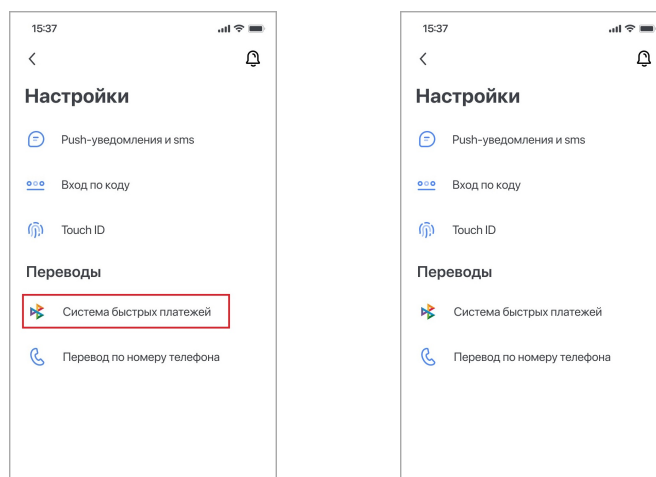 15:37
Настройки
Push-уведомления и sms
Вход по коду
Touch ID
Переводы
Система быстрых платежей
Перевод по номеру телефона
15:37
Настройки
Push-уведомления и sms
Вход по коду
Touch ID
Переводы
Система быстрых платежей
Перевод по номеру телефона